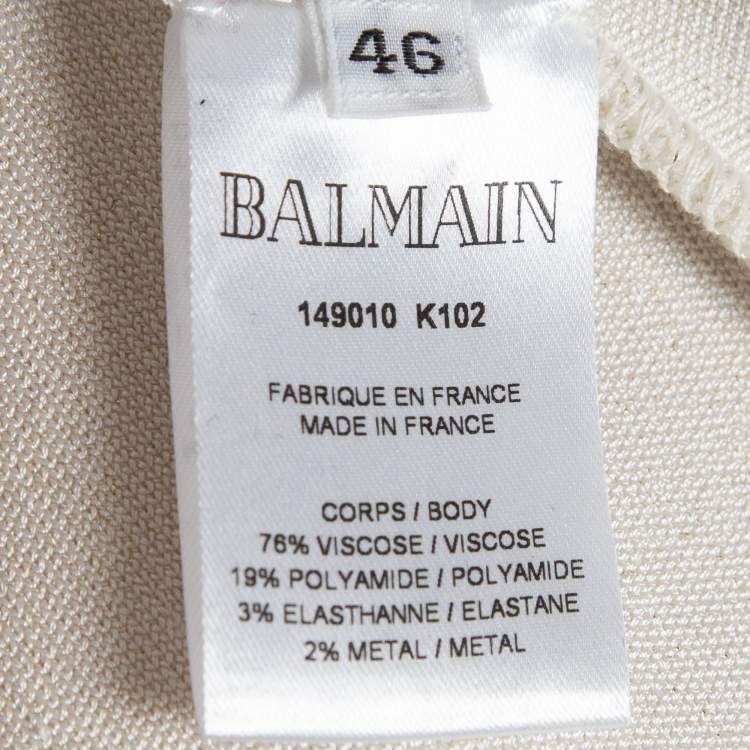 46
BALMAIN
149010 K102
FABRIQUE EN FRANCE
MADE IN FRANCE
CORPS / BODY
76% VISCOSE / VISCOSE
19% POLYAMIDE / POLYAMIDE
3% ELASTHANNE / ELASTANE
2% METAL / METAL